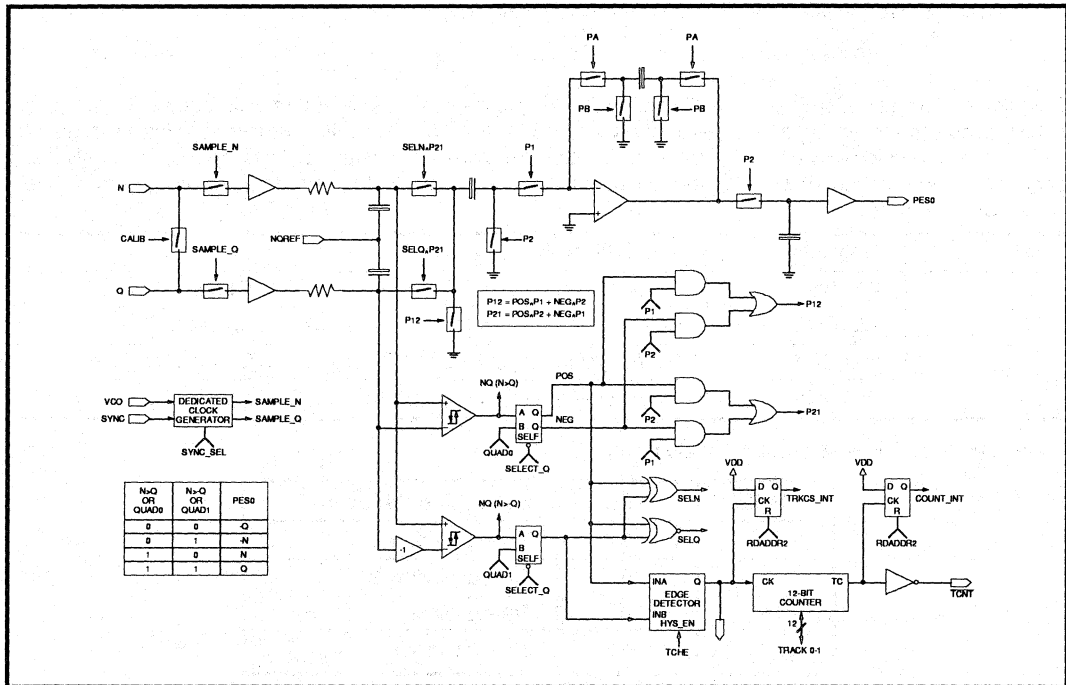 PA
PA
PB
PB
SAMPLE_N
SELN*P21
P1
P2
N
PES0
CALIB
SAMPLE_Q
NQREF
SELQ*P21
P2
Q
P12
P12 = POS*P1 + NEG*P2
P21 = POS*P2 + NEG*P1
P1
P12
P2
NQ (N>Q)
POS
NEG
VCO
SYNC
DEDICATED
CLOCK
GENERATOR
SAMPLE_N
SAMPLE_Q
SYNC_SEL
A Q
B Q
SELF
QUAD0
SELECT_Q
P2
P21
P1
N>Q
OR
QUAD0
N>-Q
OR
QUAD1
PES0
0 0 -Q
0 1 -N
1 0 N
1 1 Q
NQ (N>-Q)
-1
A Q
B
SELF
QUAD1
SELECT_Q
SELN
SELQ
VDD
D Q
CK
R
TRKCS_INT
RDADDR2
VDD
D Q
CK
R
COUNT_INT
RDADDR2
INA Q
EDGE
DETECTOR
INB
HYS_EN
TCHE
CK TC
12-BIT
COUNTER
12
TRACK 0-1
TCNT